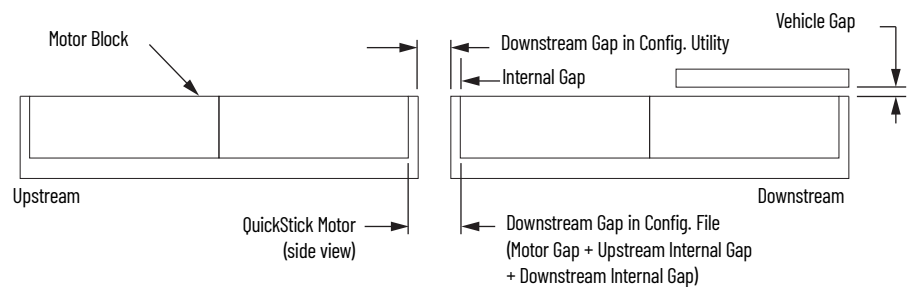 Vehicle Gap
Motor Block
Downstream Gap in Config. Utility
Internal Gap
Upstream
Downstream
QuickStick Motor
(side view)
Downstream Gap in Config. File
(Motor Gap + Upstream Internal Gap
+ Downstream Internal Gap)